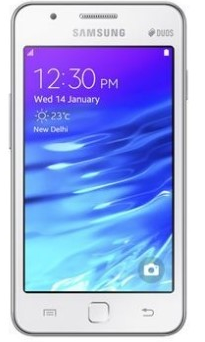 SAMSUNG DUOS
12:30 PM
Wed 14 January
23°c
New Delhi